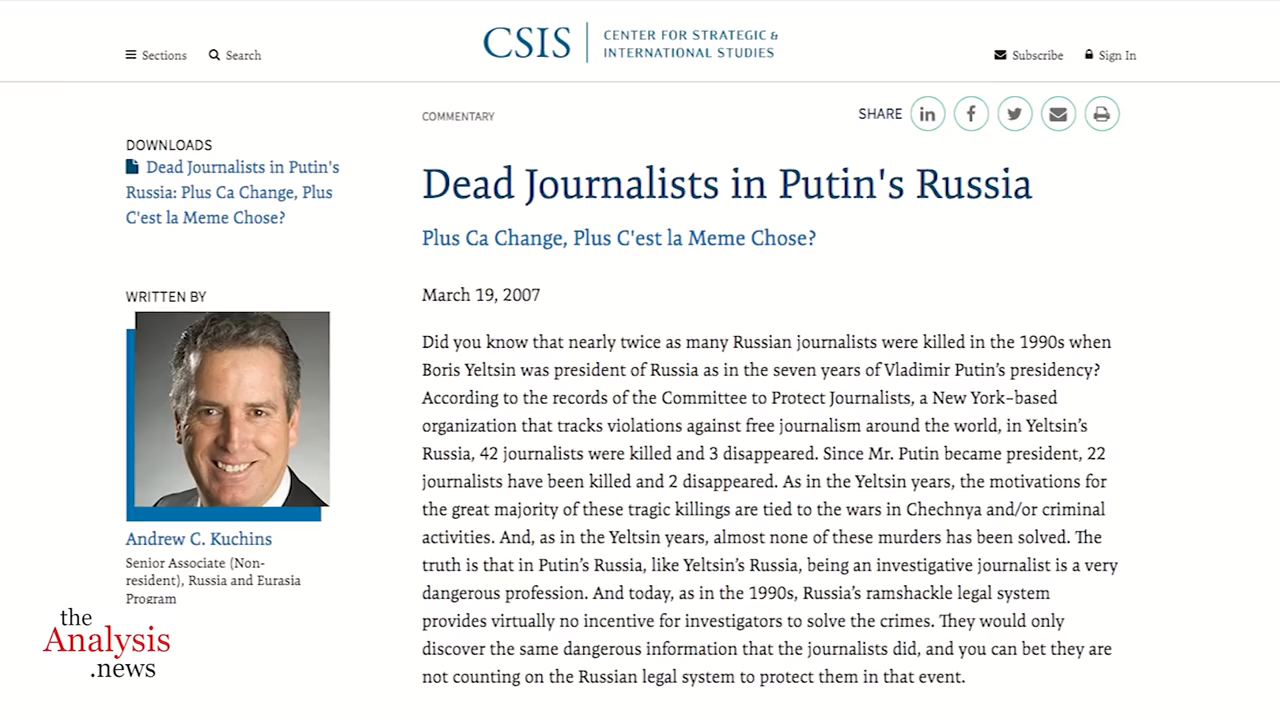 Sections
Search
CSIS
CENTER FOR STRATEGIC &
INTERNATIONAL STUDIES
Subscribe
Sign In
DOWNLOADS
Dead Journalists in Putin's
Russia: Plus Ca Change, Plus
C'est la Meme Chose?
WRITTEN BY
Andrew C. Kuchins
Senior Associate (Non-
resident), Russia and Eurasia
Program
COMMENTARY
SHARE
in
f
Dead Journalists in Putin's Russia
Plus Ca Change, Plus C'est la Meme Chose?
March 19, 2007
Did you know that nearly twice as many Russian journalists were killed in the 1990s when
Boris Yeltsin was president of Russia as in the seven years of Vladimir Putin's presidency?
According to the records of the Committee to Protect Journalists, a New York–based
organization that tracks violations against free journalism around the world, in Yeltsin's
Russia, 42 journalists were killed and 3 disappeared. Since Mr. Putin became president, 22
journalists have been killed and 2 disappeared. As in the Yeltsin years, the motivations for
the great majority of these tragic killings are tied to the wars in Chechnya and/or criminal
activities. And, as in the Yeltsin years, almost none of these murders has been solved. The
truth is that in Putin's Russia, like Yeltsin's Russia, being an investigative journalist is a very
dangerous profession. And today, as in the 1990s, Russia's ramshackle legal system
provides virtually no incentive for investigators to solve the crimes. They would only
discover the same dangerous information that the journalists did, and you can bet they are
not counting on the Russian legal system to protect them in that event.
the
Analysis
.news